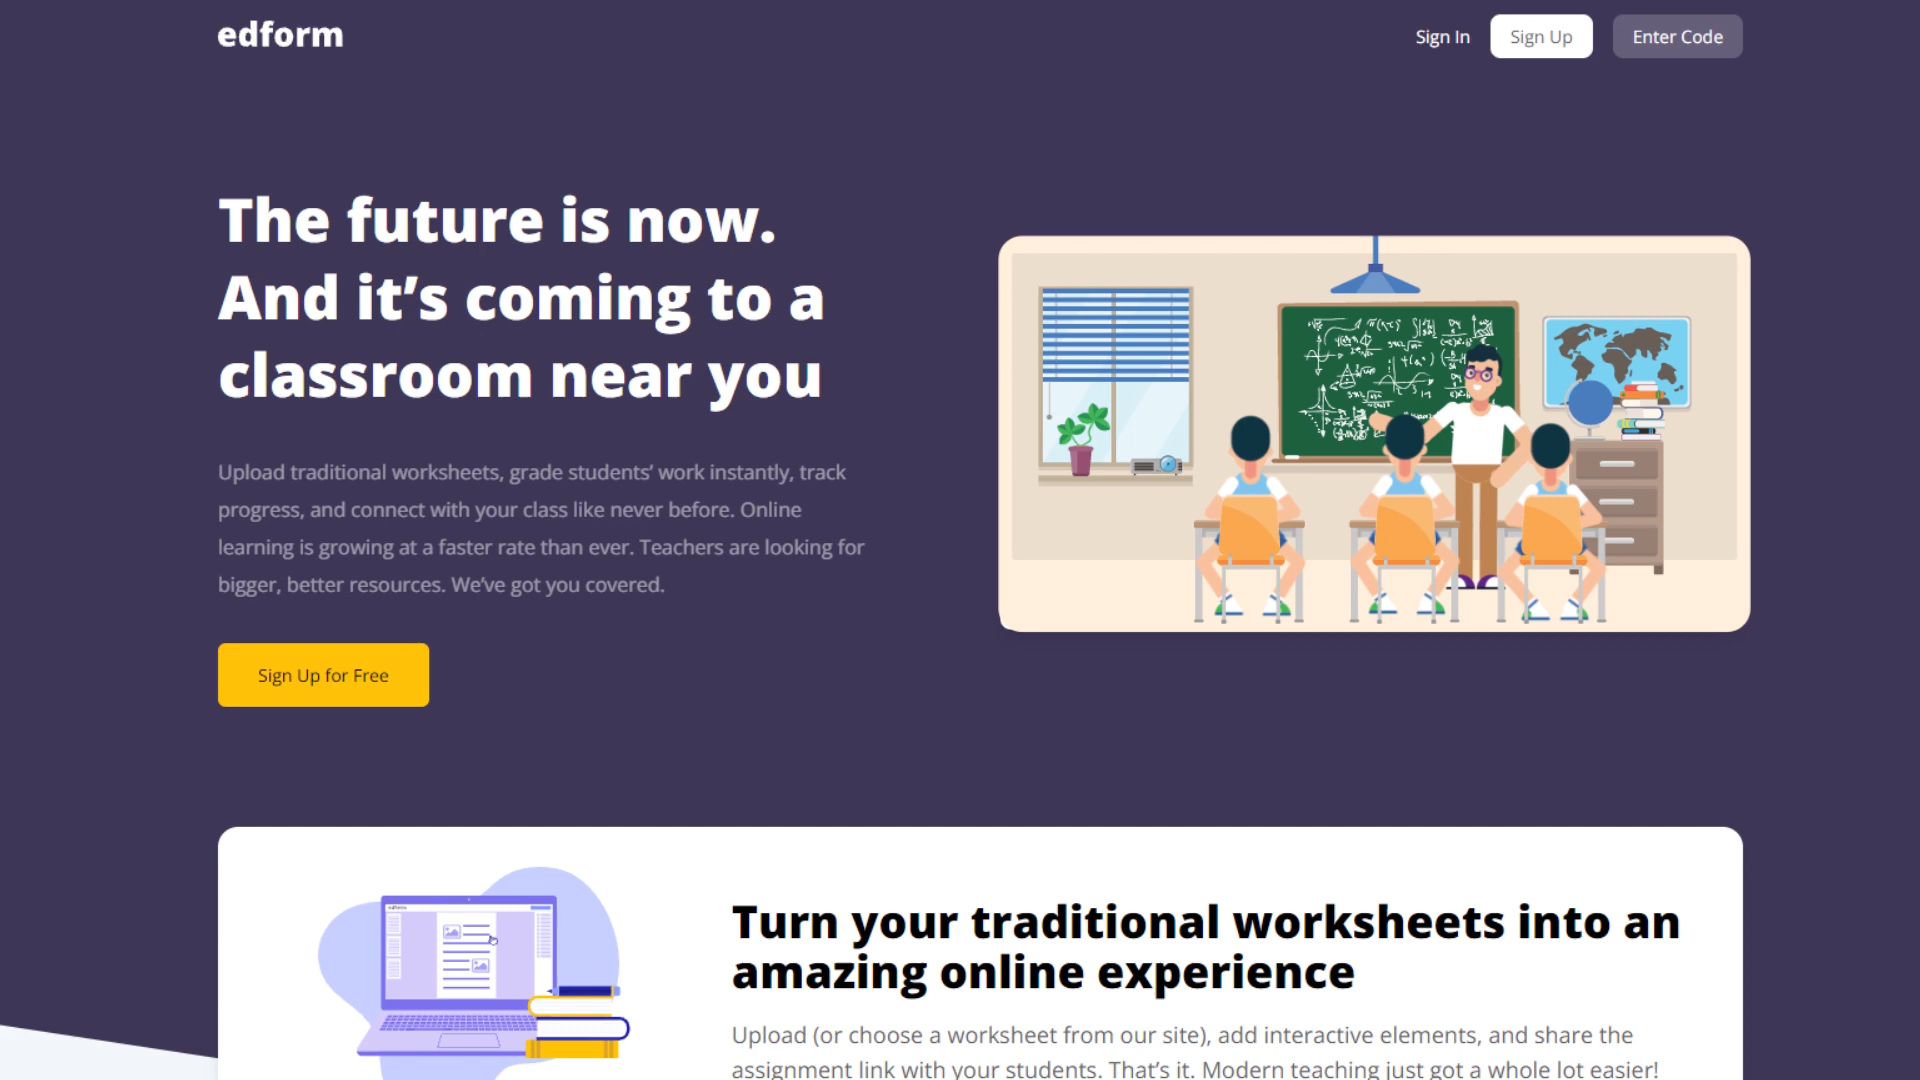 edform
Sign In
Sign Up
Enter Code
The future is now.
And it’s coming to a
classroom near you
Upload traditional worksheets, grade students’ work instantly, track
progress, and connect with your class like never before. Online
learning is growing at a faster rate than ever. Teachers are looking for
bigger, better resources. We’ve got you covered.
Sign Up for Free
Turn your traditional worksheets into an
amazing online experience
Upload (or choose a worksheet from our site), add interactive elements, and share the
assignment link with your students. That’s it. Modern teaching just got a whole lot easier!